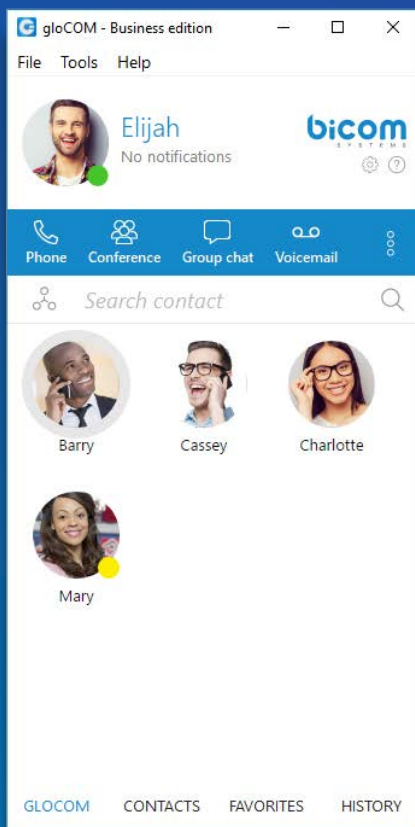 gloCOM - Business edition
File Tools Help
Elijah
No notifications
bicom
SYSTEMS
Phone Conference Group chat Voicemail
Search contact
Barry Cassey Charlotte
Mary
GLOCOM CONTACTS FAVORITES HISTORY